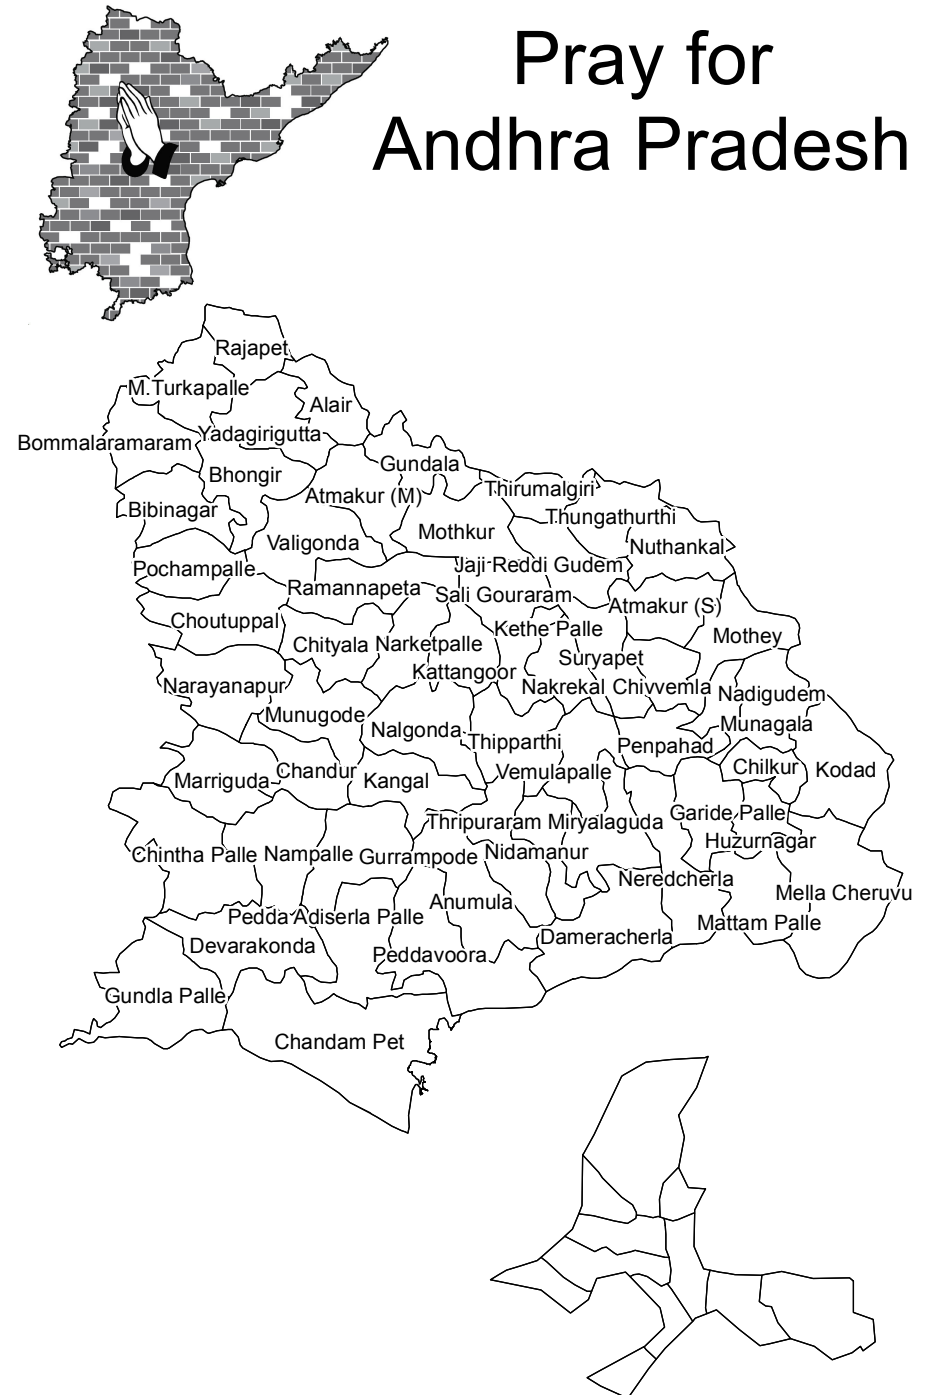 Pray for
Andhra Pradesh
Rajapet
M.Turkapalle
Alair
Bommalaramaram
Yadagirigutta
Gundala
Bhongir
Thirumalgiri
Atmakur (M)
Bibinagar
Thungathurthi
Mothkur
Valigonda
Nuthankal
Pochampalle
Jaji-Reddi Gudem
Ramannapeta
Sali Gouraram
Atmakur (S)
Choutuppal
Kethe Palle
Mothey
Chityala
Narketpalle
Suryapet
Kattangoor
Narayanapur
Nakrekal
Chivvemla
Nadigudem
Munugode
Munagala
Nalgonda
Thipparthi
Penpahad
Chilkur
Kodad
Chandur
Vemulapalle
Marriguda
Kangal
Garide Palle
Thripuraram
Miryalaguda
Huzurnagar
Chintha Palle
Nampalle
Gurrampode
Nidamanur
Neredcherla
Mella Cheruvu
Anumula
Pedda Adiserla Palle
Mattam Palle
Devarakonda
Dameracherla
Peddavoora
Gundla Palle
Chandam Pet